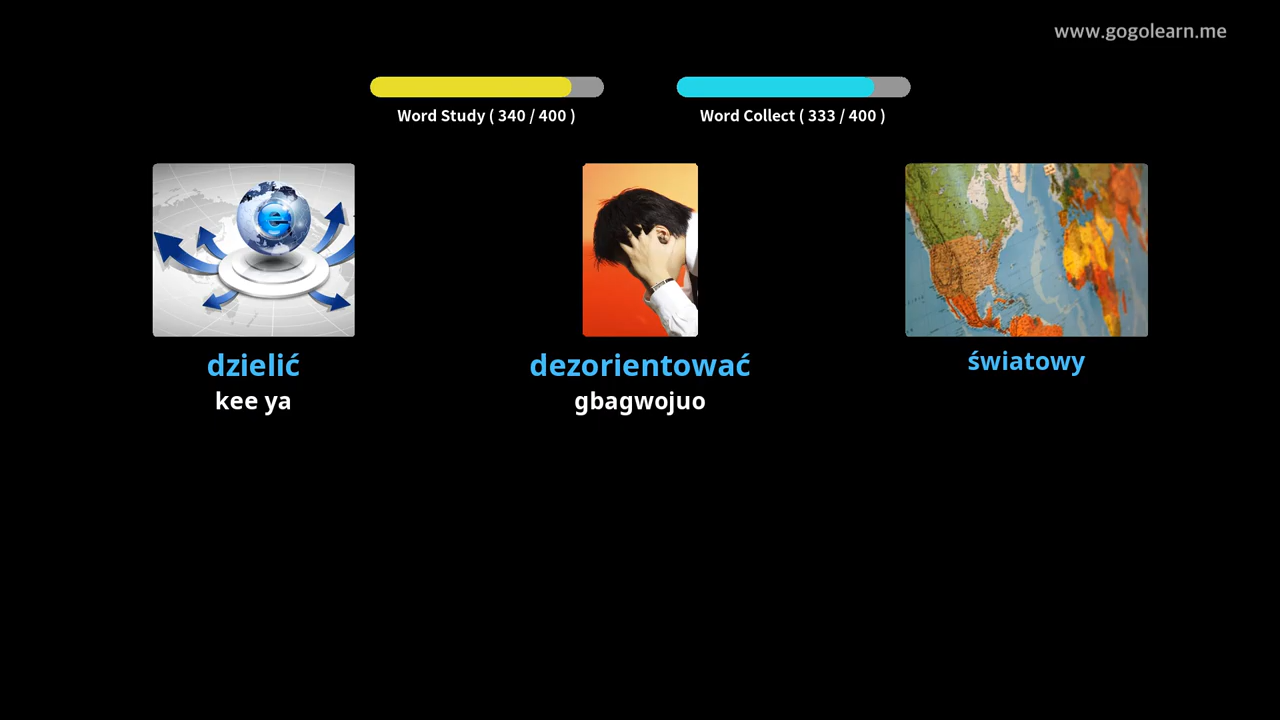 www.gogolearn.me
Word Study ( 340 / 400 )
Word Collect ( 333 / 400 )
e
dzielić
dezorientować
światowy
kee ya
gbagwojuo